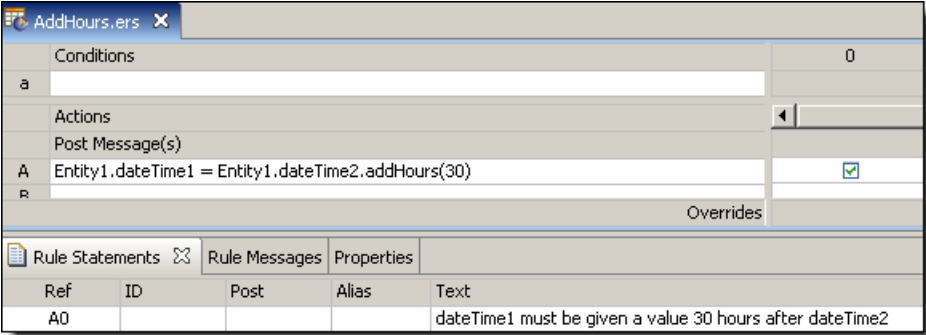 AddHours.ers
Conditions 0
a
Actions
Post Message(s)
A Entity1.dateTime1 = Entity1.dateTime2.addHours(30)
B
Overrides
Rule Statements Rule Messages Properties
Ref ID Post Alias Text
A0 dateTime1 must be given a value 30 hours after dateTime2